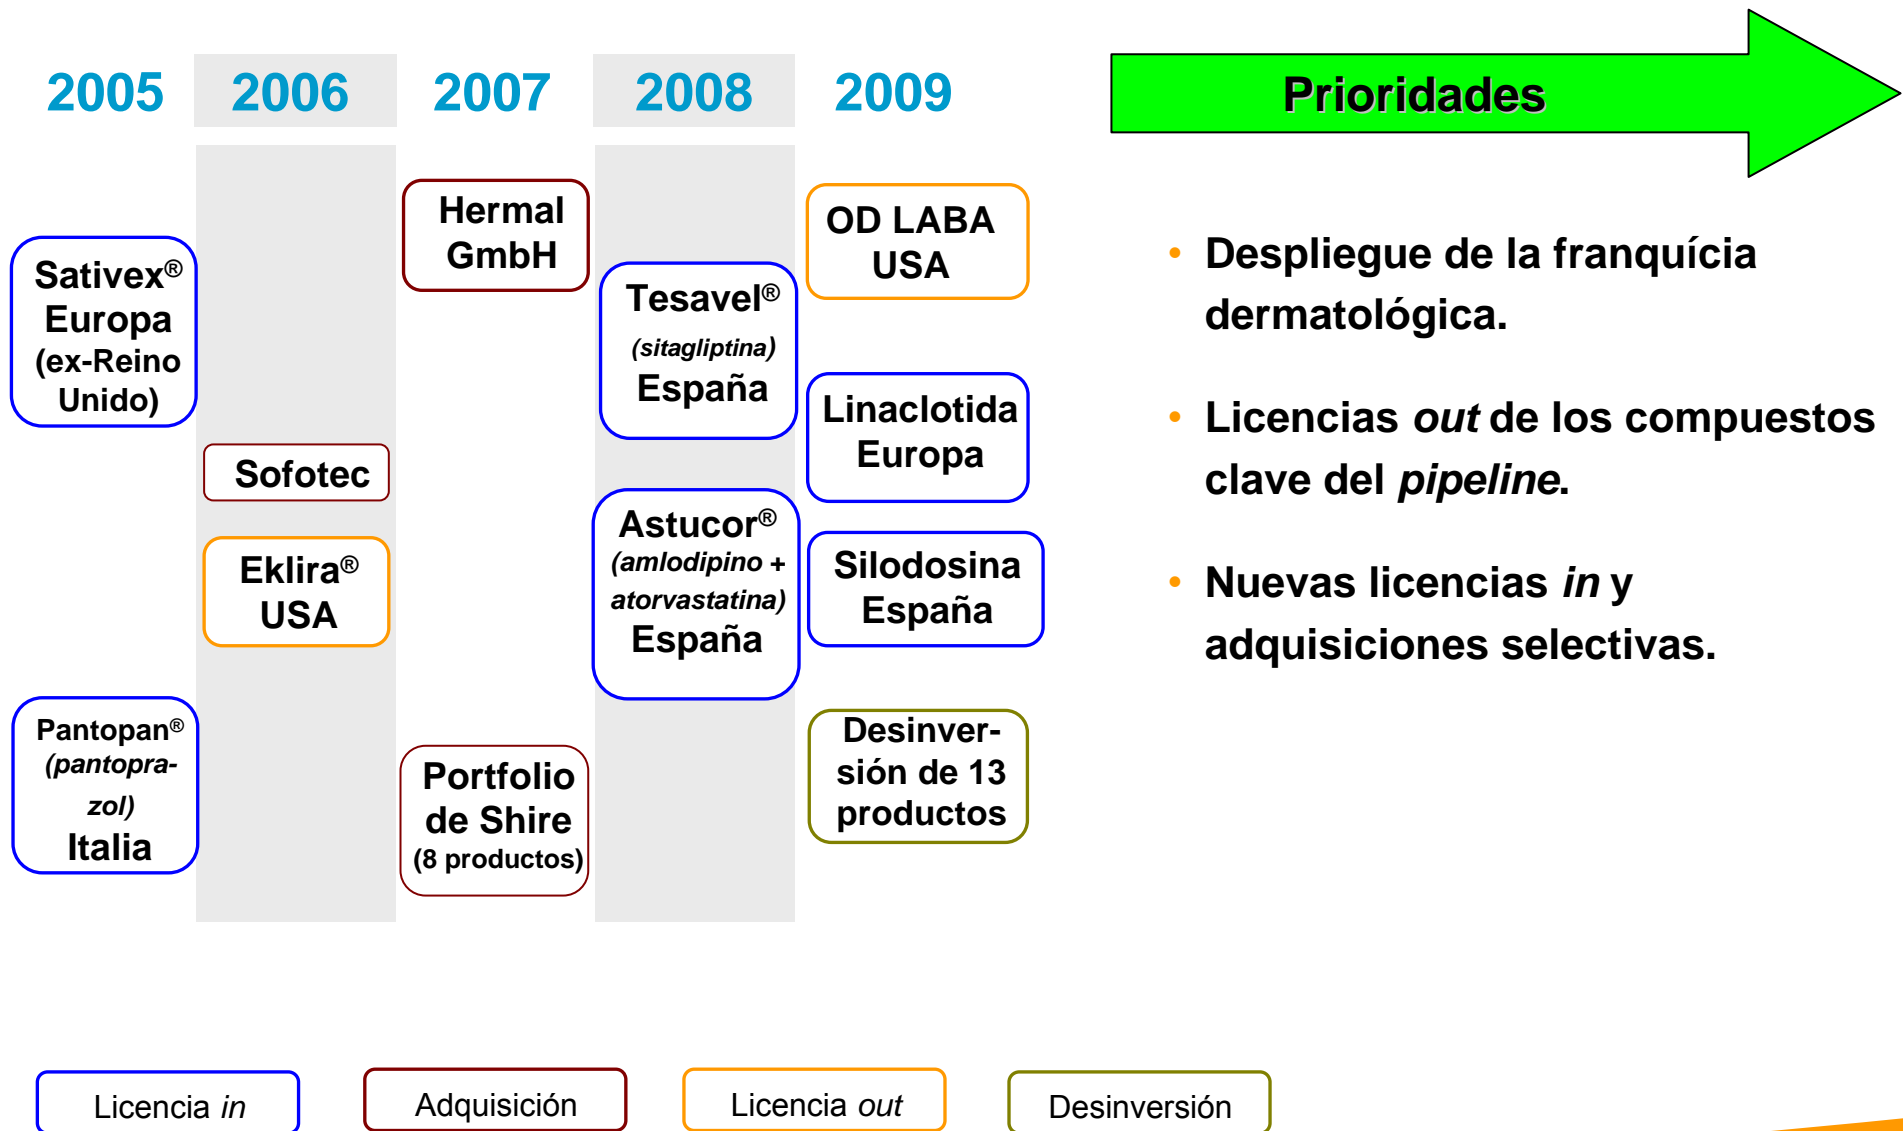 2005 2006 2007 2008 2009
Prioridades
Sativex®
Europa
(ex-Reino
Unido)
Pantopan®
(pantopra-
zol)
Italia
Sofotec
Eklira®
USA
Hermal
GmbH
Portfolio
de Shire
(8 productos)
Tesavel®
(sitagliptina)
España
Astucor®
(amlodipino +
atorvastatina)
España
OD LABA
USA
Linaclotida
Europa
Silodosina
España
Desinver-
sión de 13
productos
• Despliegue de la franquícia
dermatológica.
• Licencias out de los compuestos
clave del pipeline.
• Nuevas licencias in y
adquisiciones selectivas.
Licencia in
Adquisición
Licencia out
Desinversión